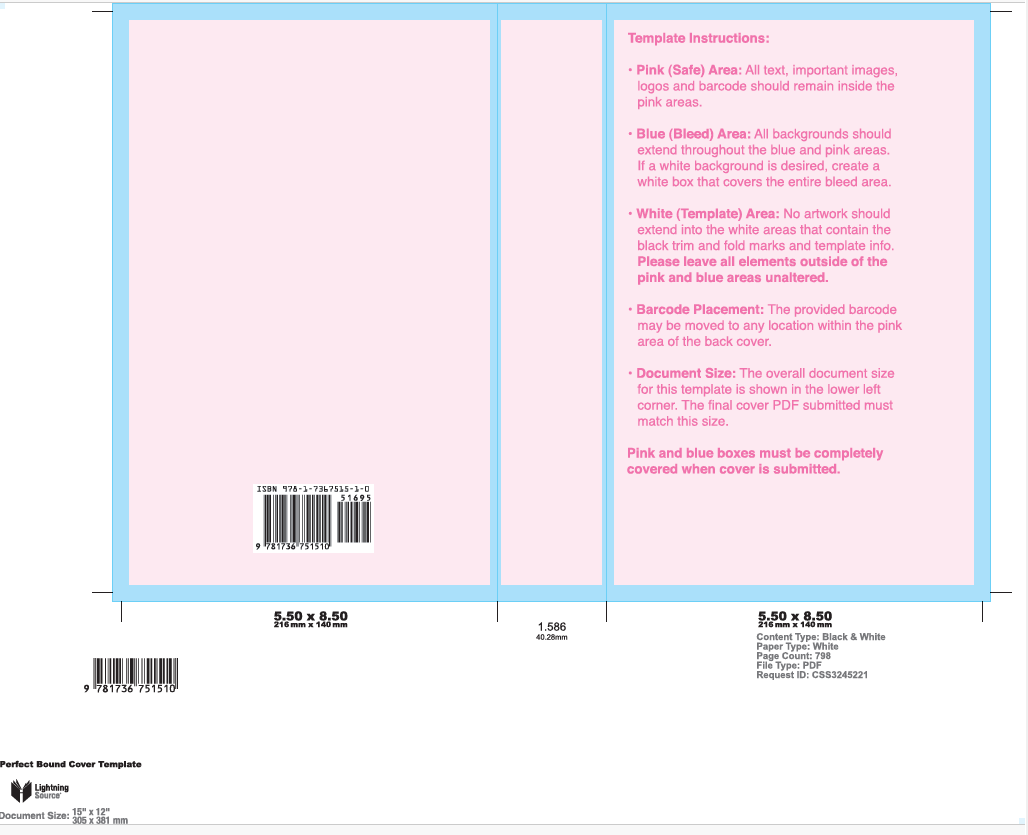 Template Instructions:
• Pink (Safe) Area: All text, important images,
logos and barcode should remain inside the
pink areas.
• Blue (Bleed) Area: All backgrounds should
extend throughout the blue and pink areas.
If a white background is desired, create a
white box that covers the entire bleed area.
• White (Template) Area: No artwork should
extend into the white areas that contain the
black trim and fold marks and template info.
Please leave all elements outside of the
pink and blue areas unaltered.
• Barcode Placement: The provided barcode
may be moved to any location within the pink
area of the back cover.
• Document Size: The overall document size
for this template is shown in the lower left
corner. The final cover PDF submitted must
match this size.
Pink and blue boxes must be completely
covered when cover is submitted.
ISBN 978-1-7367515-1-0
51695
9 781736 751510
5.50 x 8.50
216 mm x 140 mm
1.586
40.28mm
5.50 x 8.50
216 mm x 140 mm
Content Type: Black & White
Paper Type: White
Page Count: 798
File Type: PDF
Request ID: CSS3245221
9 781736 751510
Perfect Bound Cover Template
Lightning
Source
Document Size: 15" x 12"
305 x 381 mm